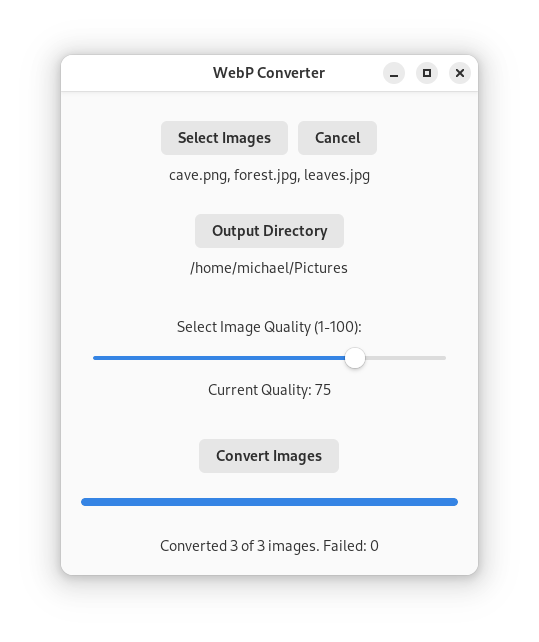 WebP Converter
Select Images Cancel
cave.png, forest.jpg, leaves.jpg
Output Directory
/home/michael/Pictures
Select Image Quality (1-100):
Current Quality: 75
Convert Images
Converted 3 of 3 images. Failed: 0